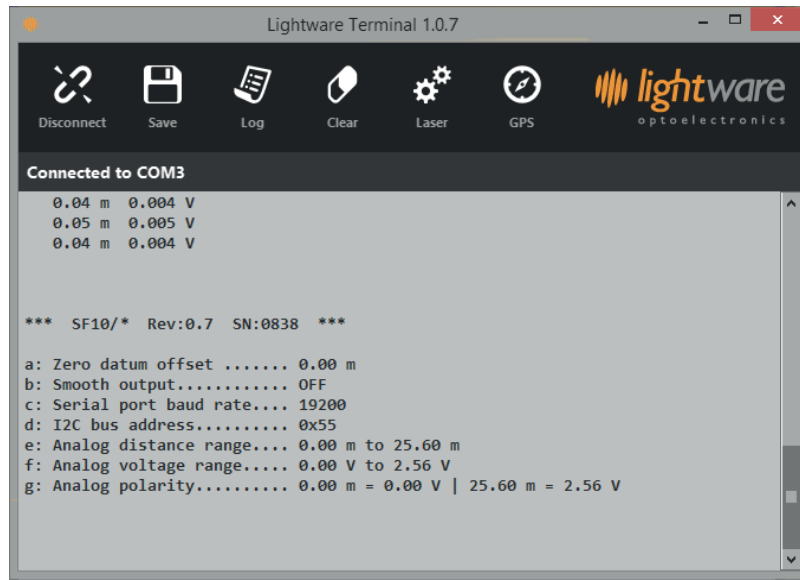 Lightware Terminal 1.0.7
Disconnect Save Log Clear Laser GPS
lightware
optoelectronics
Connected to COM3
0.04 m 0.004 V
0.05 m 0.005 V
0.04 m 0.004 V
*** SF10/* Rev:0.7 SN:0838 ***
a: Zero datum offset ....... 0.00 m
b: Smooth output............ OFF
c: Serial port baud rate.... 19200
d: I2C bus address.......... 0x55
e: Analog distance range.... 0.00 m to 25.60 m
f: Analog voltage range..... 0.00 V to 2.56 V
g: Analog polarity.......... 0.00 m = 0.00 V | 25.60 m = 2.56 V